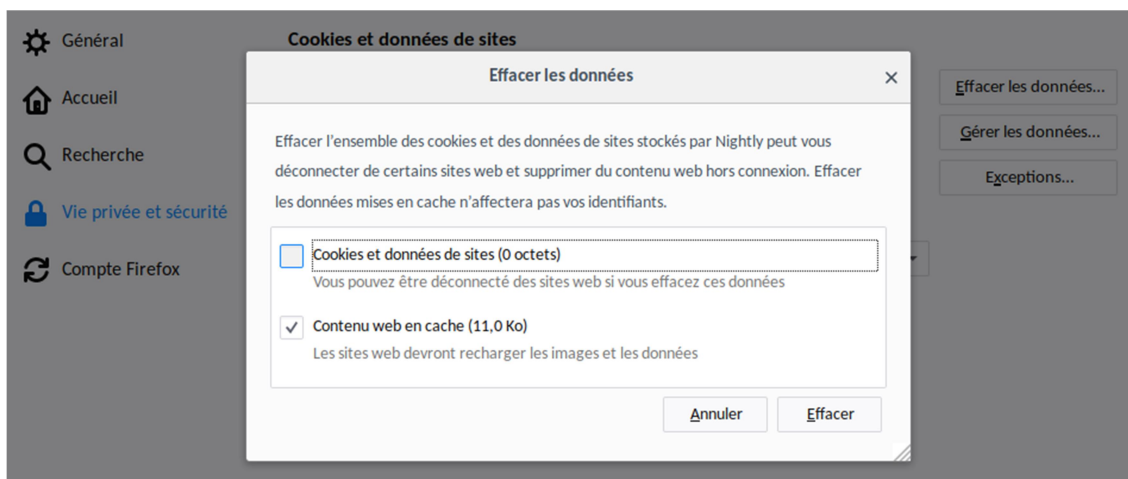 Général
Accueil
Recherche
Vie privée et sécurité
Compte Firefox
Cookies et données de sites
Effacer les données...
Gérer les données...
Exceptions...
Effacer les données
Effacer l'ensemble des cookies et des données de sites stockés par Nightly peut vous
déconnecter de certains sites web et supprimer du contenu web hors connexion. Effacer
les données mises en cache n'affectera pas vos identifiants.
Cookies et données de sites (0 octets)
Vous pouvez être déconnecté des sites web si vous effacez ces données
Contenu web en cache (11,0 Ko)
Les sites web devront recharger les images et les données
Annuler
Effacer